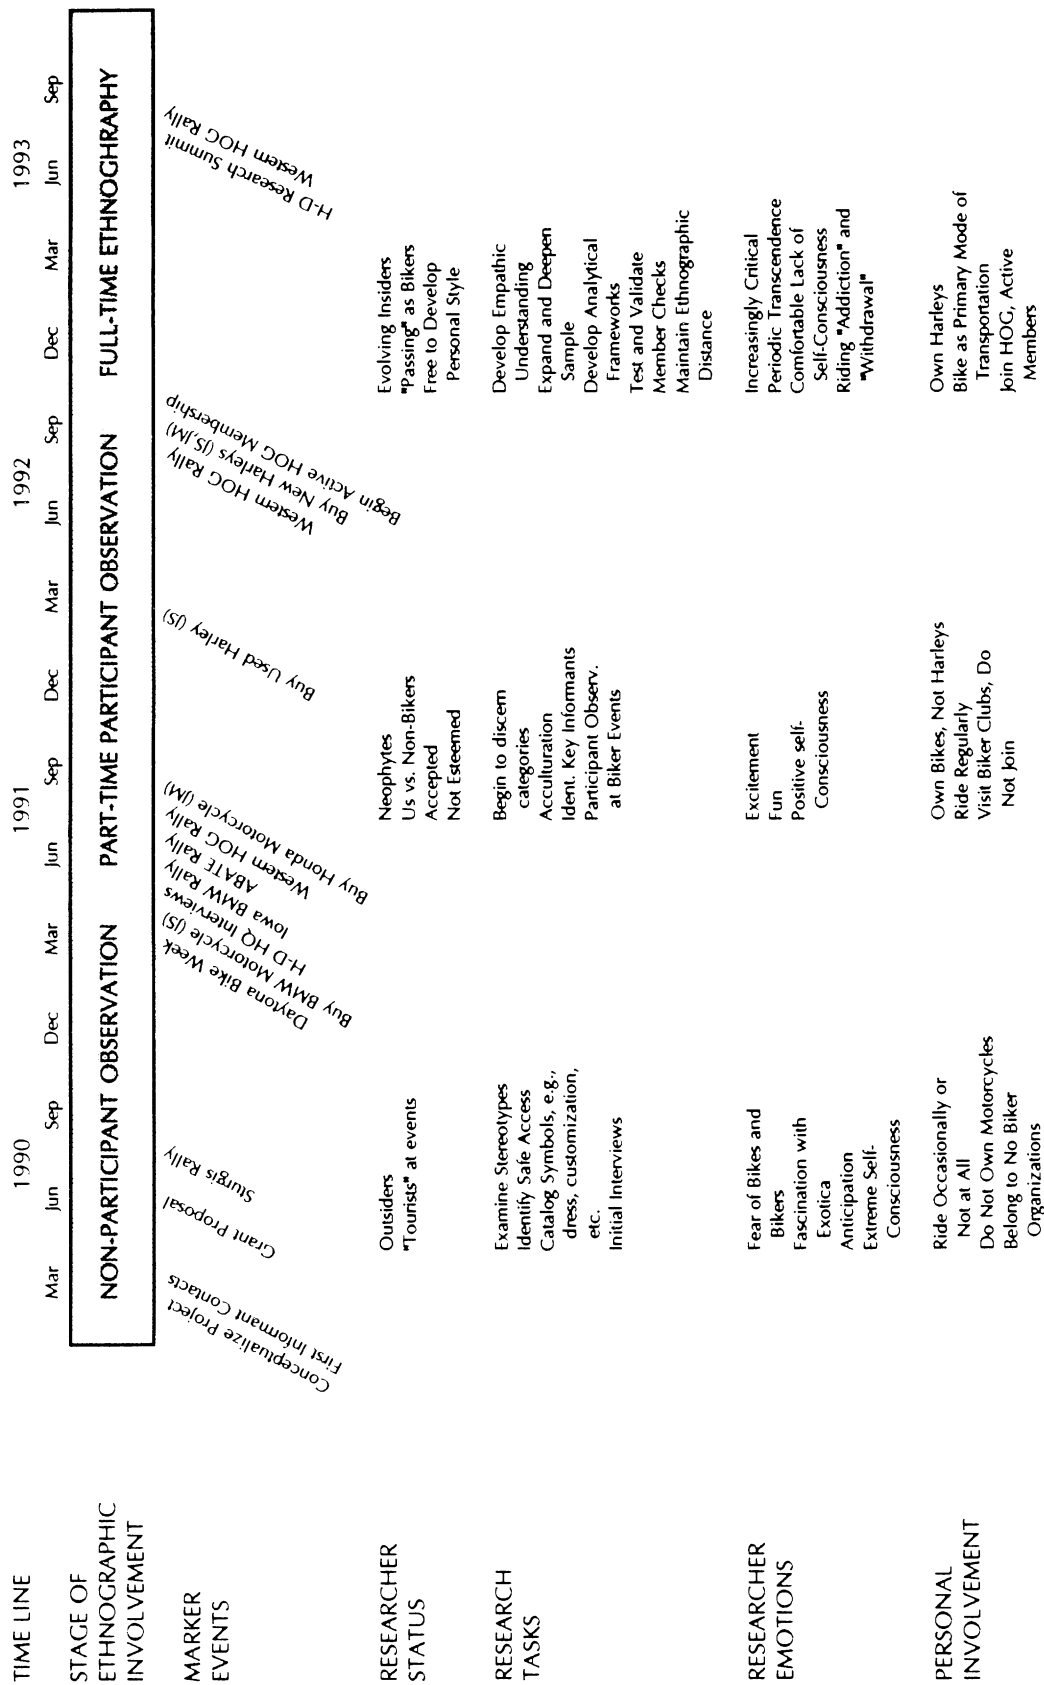 TIME LINE
1990
1991
1992
1993
Mar
Jun
Sep
Dec
Mar
Jun
Sep
Dec
Mar
Jun
Sep
Dec
Mar
Jun
Sep
STAGE OF
ETHNOGRAPHIC
INVOLVEMENT
NON-PARTICIPANT OBSERVATION
PART-TIME PARTICIPANT OBSERVATION
FULL-TIME ETHNOGHRAPHY
MARKER
EVENTS
Conceptualize Project
First Informant Contacts
Grant Proposal
Sturgis Rally
Daytona Bike Week
Buy BMW Motorcycle (JS)
H-D HQ Interviews
Iowa BMW Rally
ABATE Rally
Western HOG Rally
Buy Honda Motorcycle (JM)
Buy Used Harley (JS)
Western HOG Rally
Buy New Harleys (JS,JM)
Begin Active HOG Membership
H-D Research Summit
Western HOG Rally
RESEARCHER
STATUS
Outsiders
"Tourists" at events
Neophytes
Us vs. Non-Bikers
Accepted
Not Esteemed
Evolving Insiders
"Passing" as Bikers
Free to Develop
Personal Style
RESEARCH
TASKS
Examine Stereotypes
Identify Safe Access
Catalog Symbols, e.g.,
dress, customization,
etc.
Initial Interviews
Begin to discern
categories
Acculturation
Ident. Key Informants
Participant Observ.
at Biker Events
Develop Empathic
Understanding
Expand and Deepen
Sample
Develop Analytical
Frameworks
Test and Validate
Member Checks
Maintain Ethnographic
Distance
RESEARCHER
EMOTIONS
Fear of Bikes and
Bikers
Fascination with
Exotica
Anticipation
Extreme Self-
Consciousness
Excitement
Fun
Positive self-
Consciousness
Increasingly Critical
Periodic Transcendence
Comfortable Lack of
Self-Consciousness
Riding "Addiction" and
"Withdrawal"
PERSONAL
INVOLVEMENT
Ride Occasionally or
Not at All
Do Not Own Motorcycles
Belong to No Biker
Organizations
Own Bikes, Not Harleys
Ride Regularly
Visit Biker Clubs, Do
Not Join
Own Harleys
Bike as Primary Mode of
Transportation
Join HOG, Active
Members